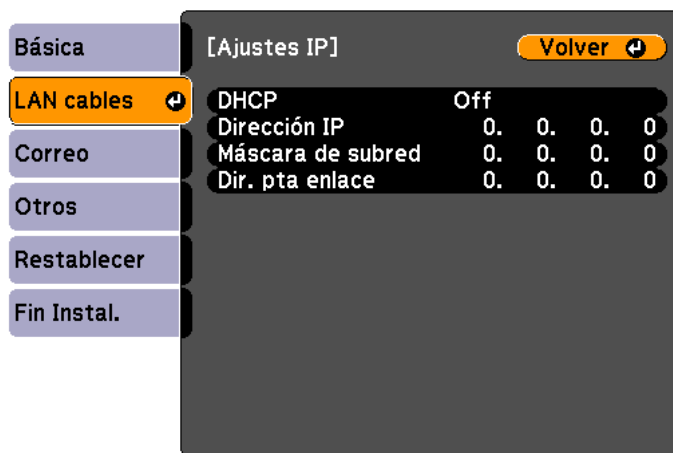 Básica
LAN cables
Correo
Otros
Restablecer
Fin Instal.
[Ajustes IP]
Volver
DHCP Off
Dirección IP 0. 0. 0. 0
Máscara de subred 0. 0. 0. 0
Dir. pta enlace 0. 0. 0. 0